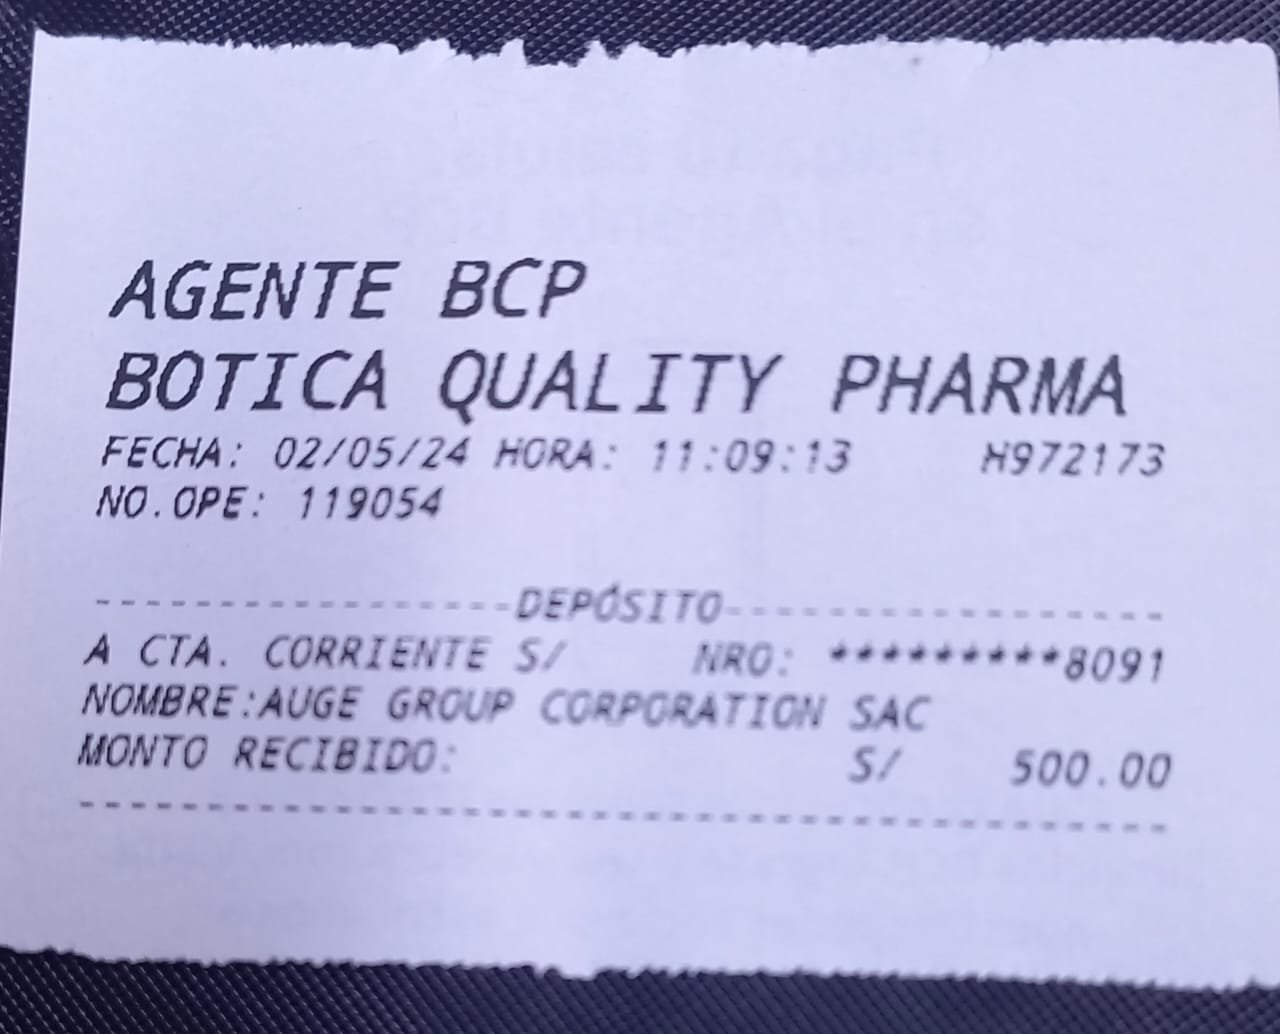 AGENTE BCP
BOTICA QUALITY PHARMA
FECHA: 02/05/24 HORA: 11:09:13 H972173
NO.OPE: 119054
-----------------DEPÓSITO-----------------
A CTA. CORRIENTE S/ NRO: *********8091
NOMBRE:AUGE GROUP CORPORATION SAC
MONTO RECIBIDO: S/ 500.00
------------------------------------------